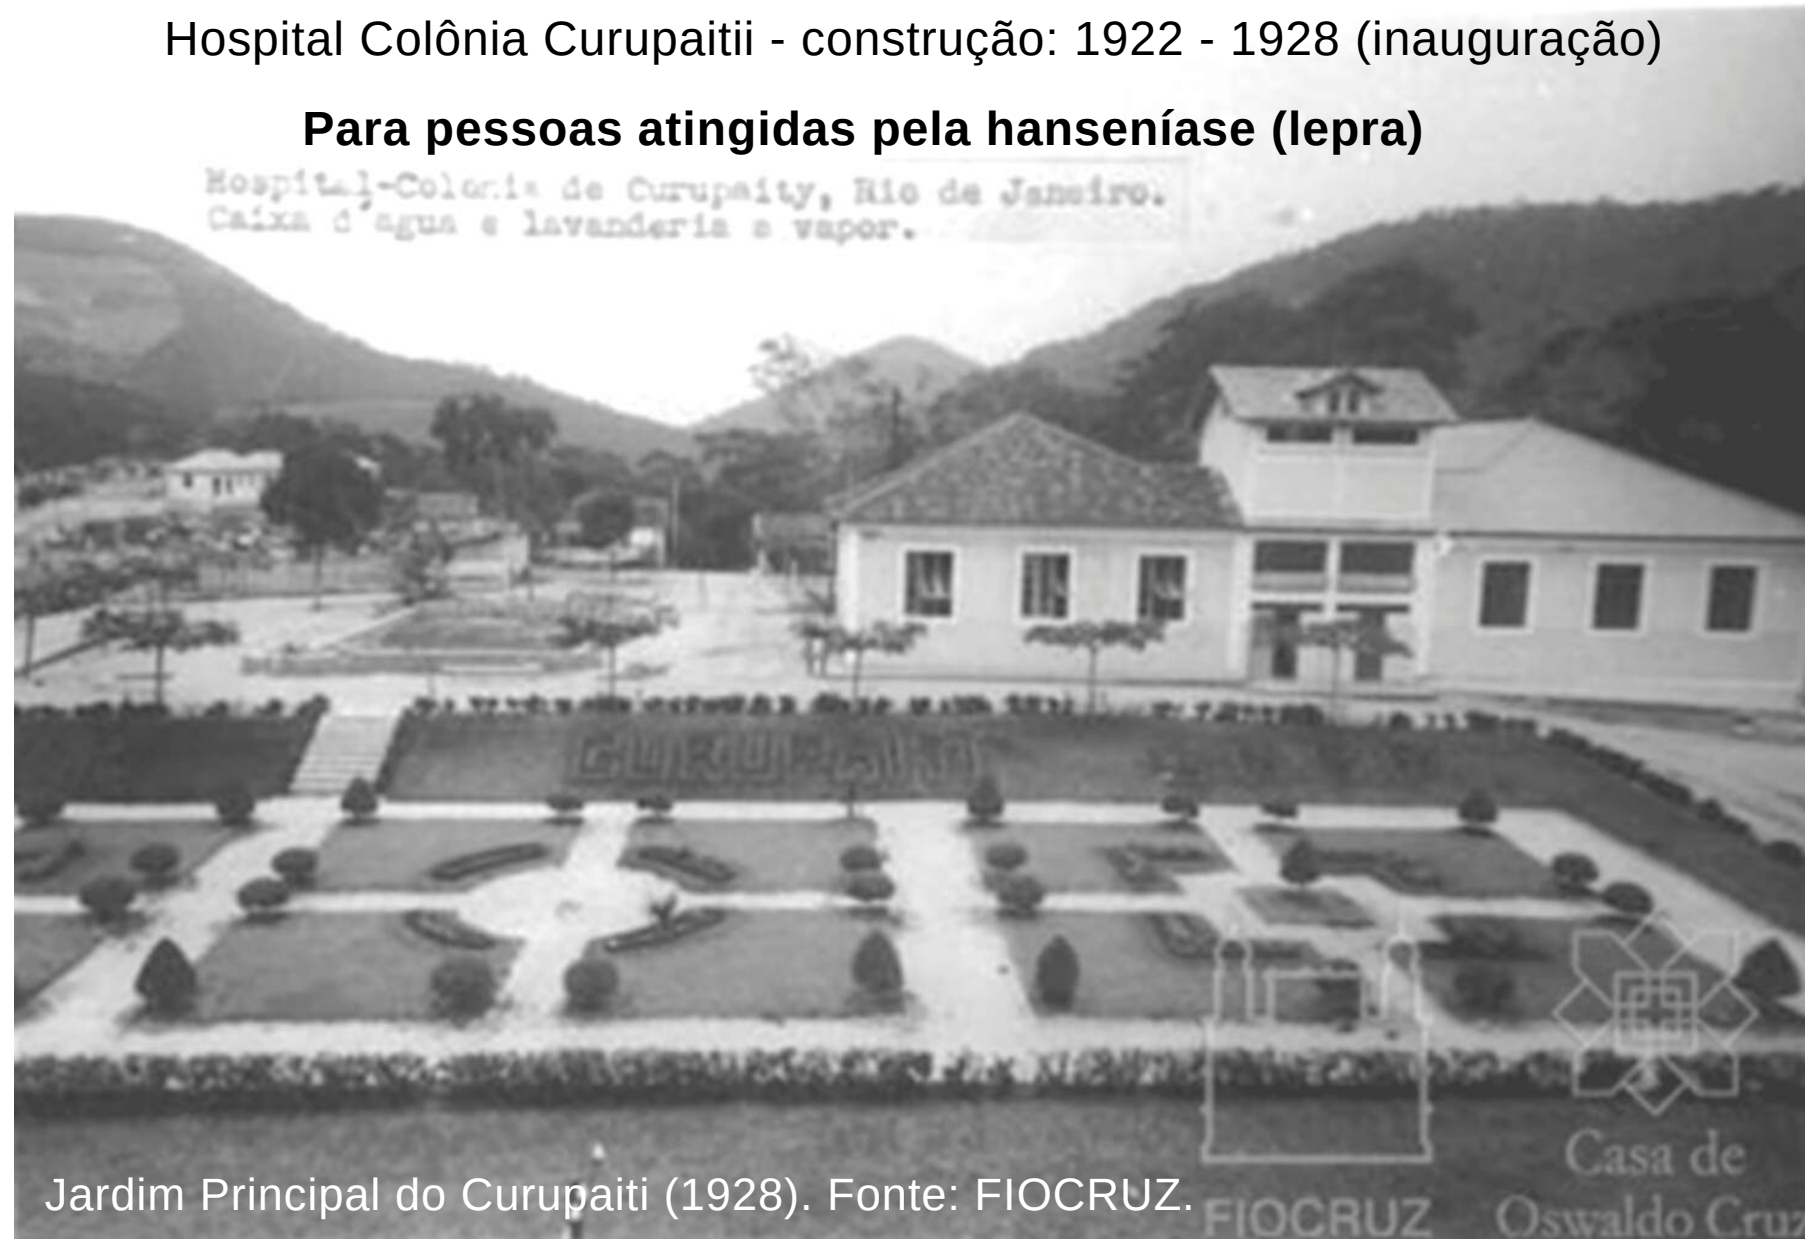 Hospital Colônia Curupaitii - construção: 1922 - 1928 (inauguração)
Para pessoas atingidas pela hanseníase (lepra)
Hospital-Colonia de Curupaity, Rio de Janeiro.
Caixa d'agua e lavanderia a vapor.
CURUPAITI
Jardim Principal do Curupaiti (1928). Fonte: FIOCRUZ.
FIOCRUZ
Casa de
Oswaldo Cruz